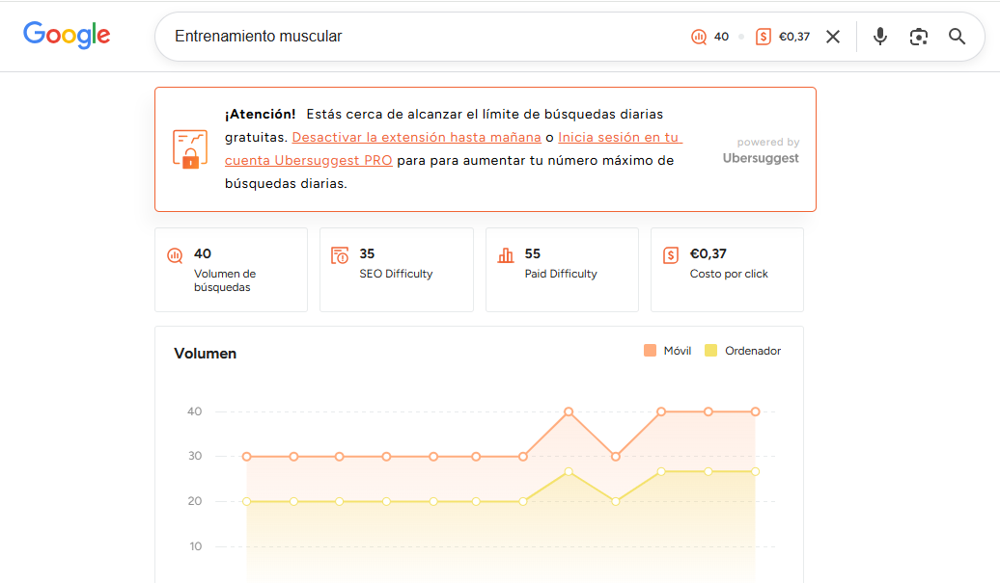 Google
Entrenamiento muscular
40
€0,37
¡Atención! Estás cerca de alcanzar el límite de búsquedas diarias
gratuitas. Desactivar la extensión hasta mañana o Inicia sesión en tu
cuenta Ubersuggest PRO para para aumentar tu número máximo de
búsquedas diarias.
powered by
Ubersuggest
40
Volumen de
búsquedas
35
SEO Difficulty
55
Paid Difficulty
€0,37
Costo por click
Volumen
Móvil
Ordenador
40
30
20
10